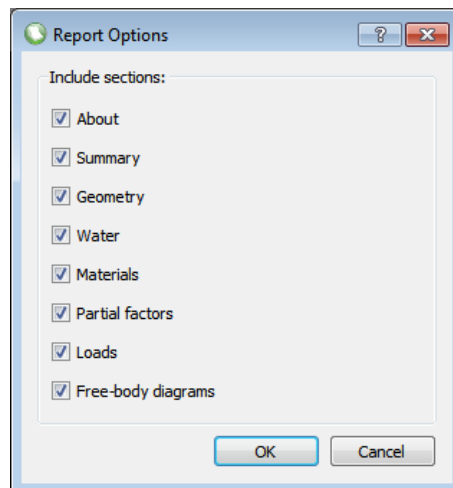 Report Options
Include sections:
About
Summary
Geometry
Water
Materials
Partial factors
Loads
Free-body diagrams
OK Cancel